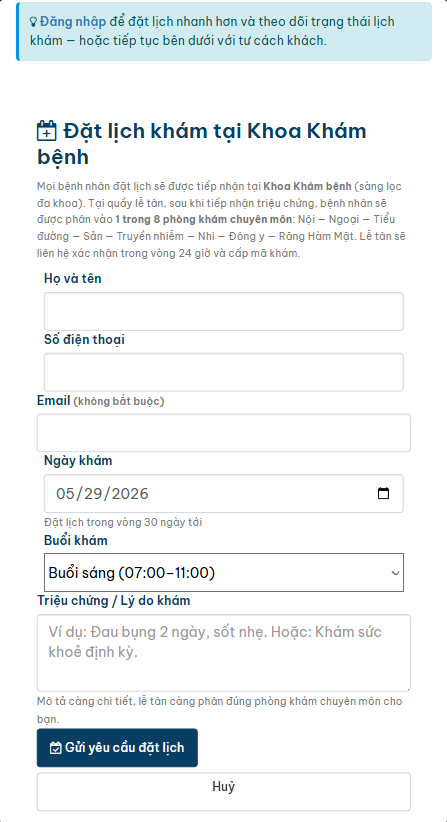 Đăng nhập để đặt lịch nhanh hơn và theo dõi trạng thái lịch
khám — hoặc tiếp tục bên dưới với tư cách khách.
Đặt lịch khám tại Khoa Khám
bệnh
Mọi bệnh nhân đặt lịch sẽ được tiếp nhận tại Khoa Khám bệnh (sàng lọc
đa khoa). Tại quầy lễ tân, sau khi tiếp nhận triệu chứng, bệnh nhân sẽ
được phân vào 1 trong 8 phòng khám chuyên môn: Nội — Ngoại — Tiểu
đường — Sản — Truyền nhiễm — Nhi — Đông y — Răng Hàm Mặt. Lễ tân sẽ
liên hệ xác nhận trong vòng 24 giờ và cấp mã khám.
Họ và tên
Số điện thoại
Email (không bắt buộc)
Ngày khám
05/29/2026
Đặt lịch trong vòng 30 ngày tới
Buổi khám
Buổi sáng (07:00–11:00)
Triệu chứng / Lý do khám
Ví dụ: Đau bụng 2 ngày, sốt nhẹ. Hoặc: Khám sức
khoẻ định kỳ.
Mô tả càng chi tiết, lễ tân càng phân đúng phòng khám chuyên môn cho
bạn.
Gửi yêu cầu đặt lịch
Huỷ